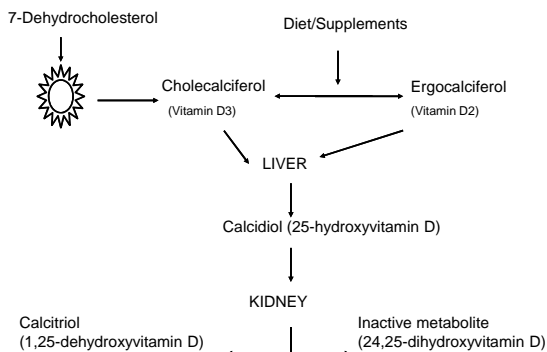 7-Dehydrocholesterol
Diet/Supplements
Cholecalciferol
(Vitamin D3)
Ergocalciferol
(Vitamin D2)
LIVER
Calcidiol (25-hydroxyvitamin D)
KIDNEY
Calcitriol
(1,25-dehydroxyvitamin D)
Inactive metabolite
(24,25-dihydroxyvitamin D)